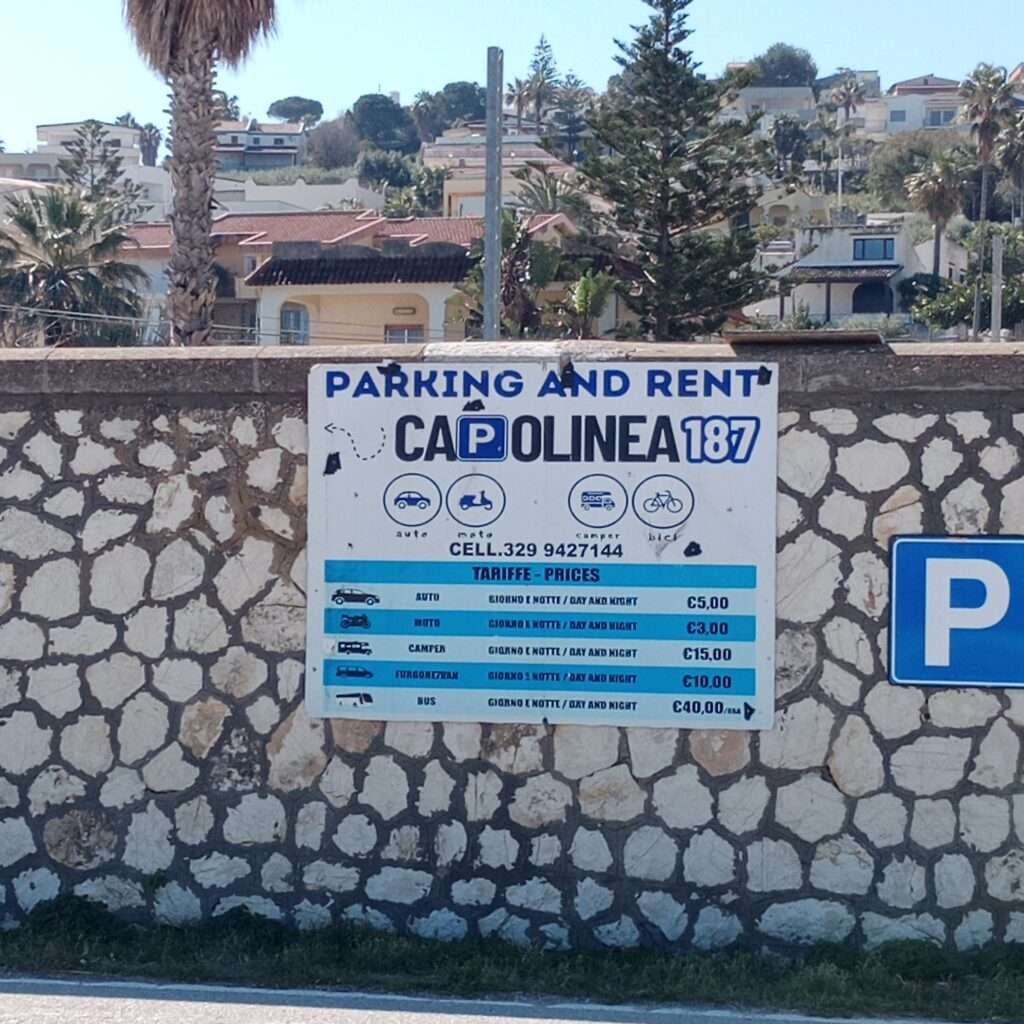 PARKING AND RENT
CAPOLINEA 187
auto moto camper bici
CELL.329 9427144
TARIFFE - PRICES
AUTO GIORNO E NOTTE / DAY AND NIGHT €5,00
MOTO GIORNO E NOTTE / DAY AND NIGHT €3,00
CAMPER GIORNO E NOTTE / DAY AND NIGHT €15,00
FURGONE/VAN GIORNO E NOTTE / DAY AND NIGHT €10,00
BUS GIORNO E NOTTE / DAY AND NIGHT €40,00
P